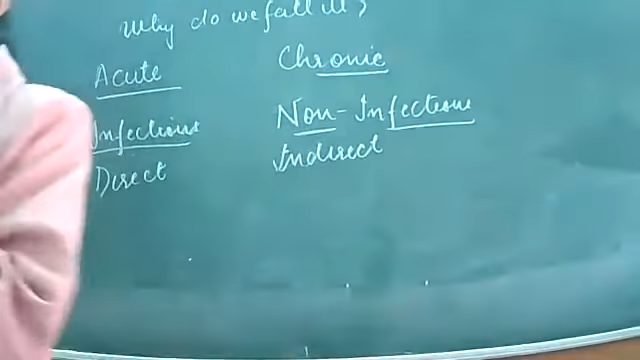 Why do we fall ill?
Acute Chronic
Infectious Non-Infectious
Direct Indirect